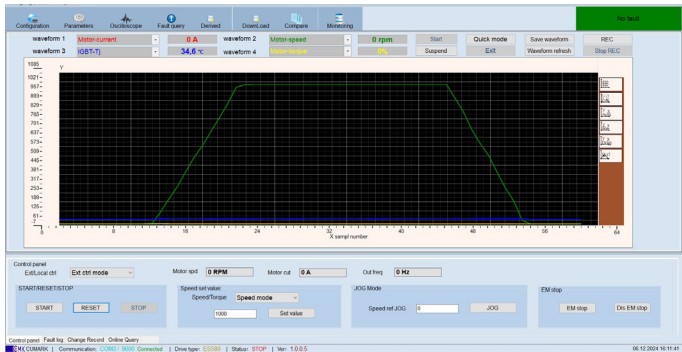 Configuration Parameters Oscilloscope Fault query Derived DownLoad Compare Monitoring
No fault
waveform 1 Motor-current 0 A waveform 2 Motor-speed 0 rpm Start Quick mode Save waveform REC
waveform 3 IGBT-Tj 34,6 ℃ waveform 4 Motor-torque 0% Suspend Exit Waveform refresh Stop REC
1085
Y
1021
957
893
829
765
701
637
573
509
445
381
317
253
189
125
61
-7
0 8 16 24 32 40 48 56 64
X sampl number
Control panel
Ext/Local ctrl Ext ctrl mode Motor spd 0 RPM Motor cut 0 A Out freq 0 HZ
START/RESET/STOP Speed set value JOG Mode EM stop
Speed/Torque Speed mode
START RESET STOP 1000 Set value Speed ref JOG 0 JOG EM stop Dis EM stop
Control panel Fault log Change Record Online Query
CUMARK | Communication: COM3 / 9600 Connected | Drive type: ES580 | Status: STOP | Ver: 1.0.0.5 06.12.2024 16:11:41